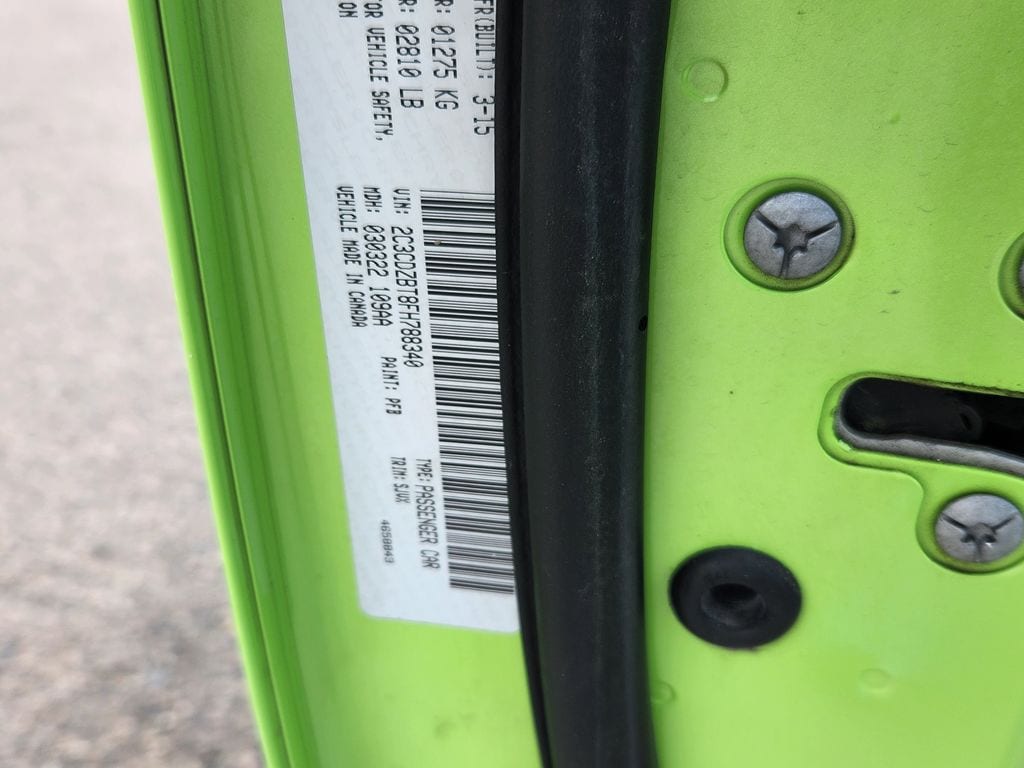 FR(BUILT): 3-15
R: 01275 KG
R: 02810 LB
OR VEHICLE SAFETY,
ON
VIN: 2C3CDZBT8FH788340
TYPE: PASSENGER CAR
MDH: 030322 109AA
PAINT: PFB
TRIM: SJVX
VEHICLE MADE IN CANADA
4658843